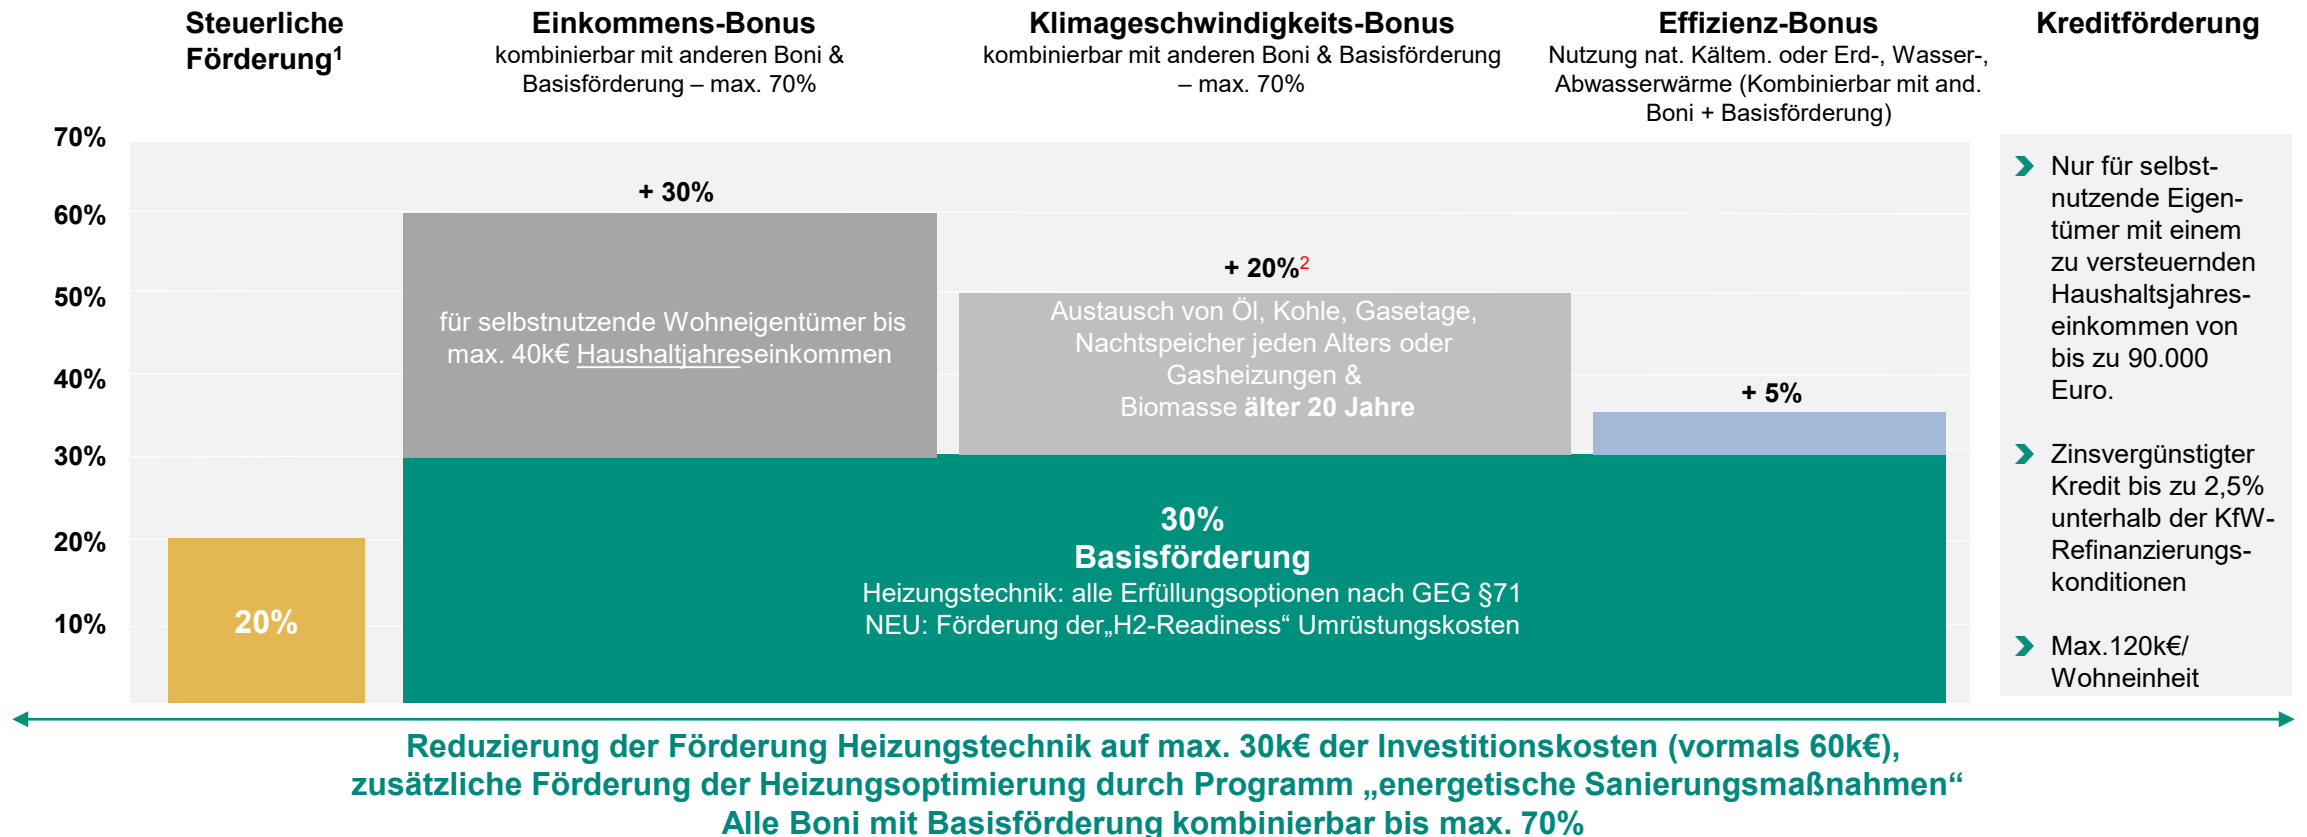 Steuerliche
Förderung¹
Einkommens-Bonus
kombinierbar mit anderen Boni &
Basisförderung – max. 70%
Klimageschwindigkeits-Bonus
kombinierbar mit anderen Boni & Basisförderung
– max. 70%
Effizienz-Bonus
Nutzung nat. Kältem. oder Erd-, Wasser-,
Abwasserwärme (Kombinierbar mit and.
Boni + Basisförderung)
Kreditförderung
70%
60%
50%
40%
30%
20%
10%
20%
+ 30%
für selbstnutzende Wohneigentümer bis
max. 40k€ Haushaltjahreseinkommen
+ 20%²
Austausch von Öl, Kohle, Gasetage,
Nachtspeicher jeden Alters oder
Gasheizungen &
Biomasse älter 20 Jahre
+ 5%
30%
Basisförderung
Heizungstechnik: alle Erfüllungsoptionen nach GEG §71
NEU: Förderung der„H2-Readiness“ Umrüstungskosten
Nur für selbst-
nutzende Eigen-
tümer mit einem
zu versteuernden
Haushaltsjahres-
einkommen von
bis zu 90.000
Euro.
Zinsvergünstigter
Kredit bis zu 2,5%
unterhalb der KfW-
Refinanzierungs-
konditionen
Max.120k€/
Wohneinheit
Reduzierung der Förderung Heizungstechnik auf max. 30k€ der Investitionskosten (vormals 60k€),
zusätzliche Förderung der Heizungsoptimierung durch Programm „energetische Sanierungsmaßnahmen“
Alle Boni mit Basisförderung kombinierbar bis max. 70%